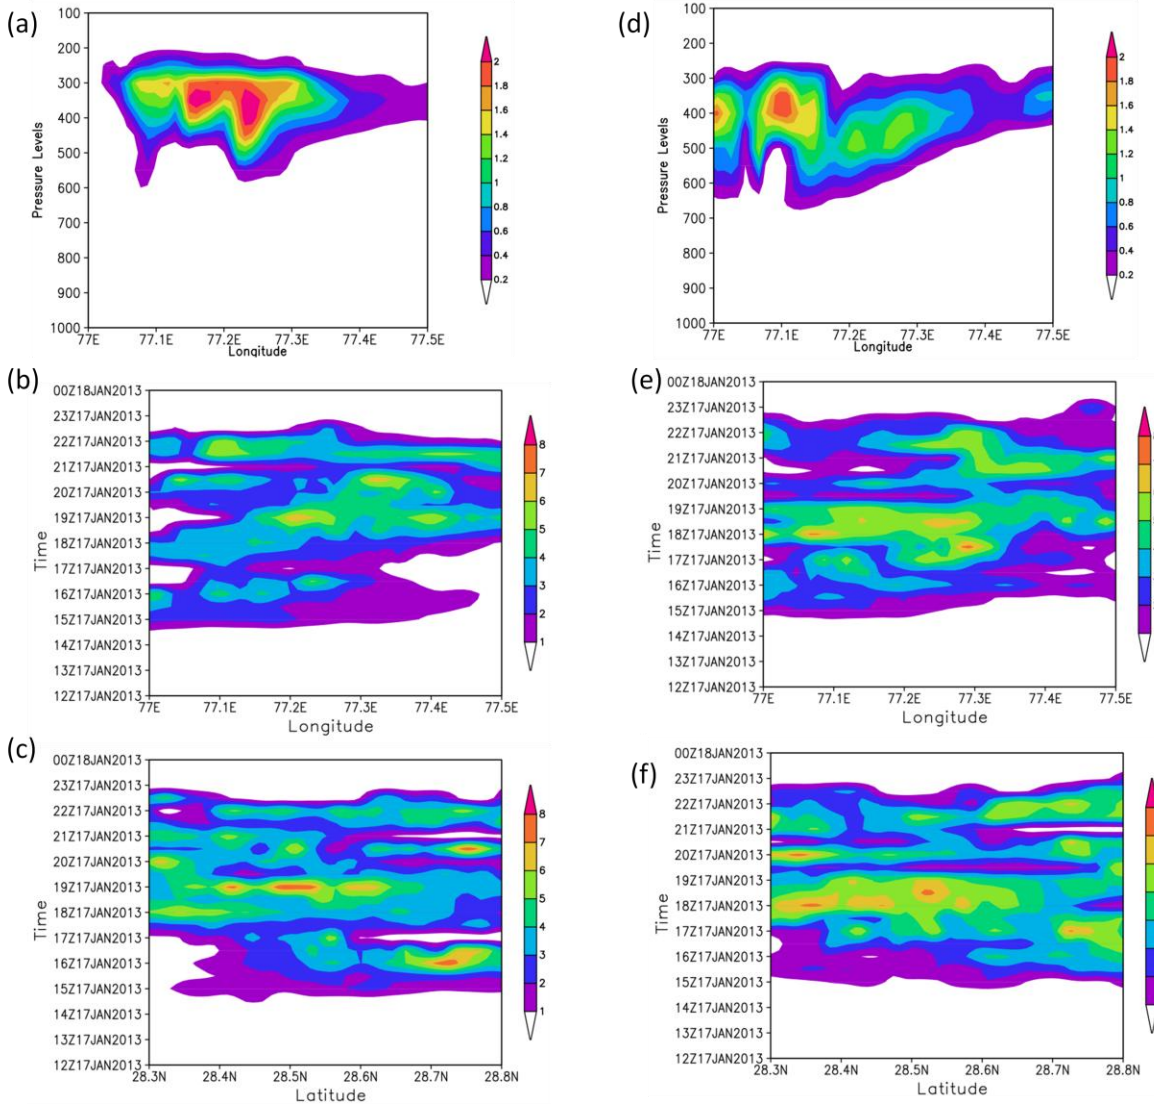 (a)
100
200
300
400
500
600
700
800
900
1000
Pressure Levels
77E 77.1E 77.2E 77.3E 77.4E 77.5E
Longitude
2
1.8
1.6
1.4
1.2
1
0.8
0.6
0.4
0.2
(d)
100
200
300
400
500
600
700
800
900
1000
Pressure Levels
77E 77.1E 77.2E 77.3E 77.4E 77.5E
Longitude
2
1.8
1.6
1.4
1.2
1
0.8
0.6
0.4
0.2
(b)
00Z18JAN2013
23Z17JAN2013
22Z17JAN2013
21Z17JAN2013
20Z17JAN2013
19Z17JAN2013
18Z17JAN2013
17Z17JAN2013
16Z17JAN2013
15Z17JAN2013
14Z17JAN2013
13Z17JAN2013
12Z17JAN2013
Time
77E 77.1E 77.2E 77.3E 77.4E 77.5E
Longitude
8
7
6
5
4
3
2
1
(e)
00Z18JAN2013
23Z17JAN2013
22Z17JAN2013
21Z17JAN2013
20Z17JAN2013
19Z17JAN2013
18Z17JAN2013
17Z17JAN2013
16Z17JAN2013
15Z17JAN2013
14Z17JAN2013
13Z17JAN2013
12Z17JAN2013
Time
77E 77.1E 77.2E 77.3E 77.4E 77.5E
Longitude
(c)
00Z18JAN2013
23Z17JAN2013
22Z17JAN2013
21Z17JAN2013
20Z17JAN2013
19Z17JAN2013
18Z17JAN2013
17Z17JAN2013
16Z17JAN2013
15Z17JAN2013
14Z17JAN2013
13Z17JAN2013
12Z17JAN2013
Time
28.3N 28.4N 28.5N 28.6N 28.7N 28.8N
Latitude
8
7
6
5
4
3
2
1
(f)
00Z18JAN2013
23Z17JAN2013
22Z17JAN2013
21Z17JAN2013
20Z17JAN2013
19Z17JAN2013
18Z17JAN2013
17Z17JAN2013
16Z17JAN2013
15Z17JAN2013
14Z17JAN2013
13Z17JAN2013
12Z17JAN2013
Time
28.3N 28.4N 28.5N 28.6N 28.7N 28.8N
Latitude